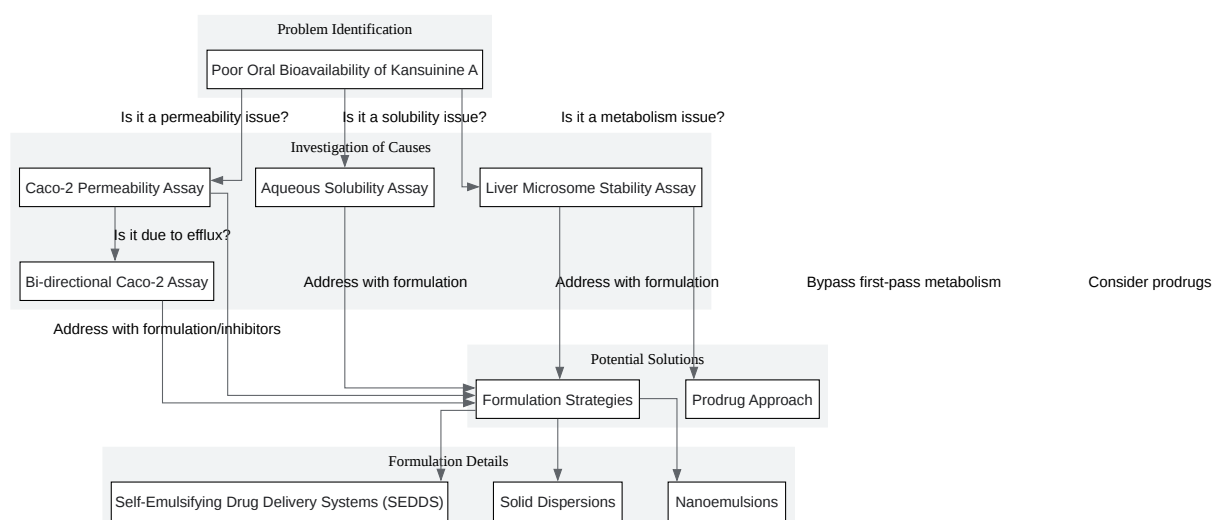 Problem Identification
Poor Oral Bioavailability of Kansuinine A
Is it a permeability issue?
Is it a solubility issue?
Is it a metabolism issue?
Investigation of Causes
Caco-2 Permeability Assay
Aqueous Solubility Assay
Liver Microsome Stability Assay
Is it due to efflux?
Bi-directional Caco-2 Assay
Address with formulation
Address with formulation
Bypass first-pass metabolism
Consider prodrugs
Address with formulation/inhibitors
Potential Solutions
Formulation Strategies
Prodrug Approach
Formulation Details
Self-Emulsifying Drug Delivery Systems (SEDDS)
Solid Dispersions
Nanoemulsions